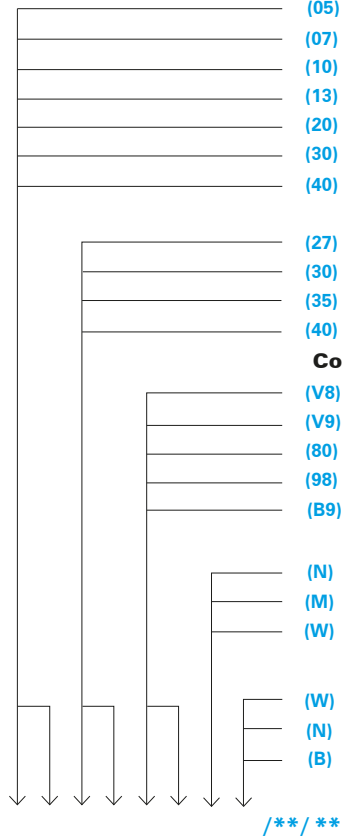 (05)
(07)
(10)
(13)
(20)
(30)
(40)
(27)
(30)
(35)
(40)
Co
(V8)
(V9)
(80)
(98)
(B9)
(N)
(M)
(W)
(W)
(N)
(B)
/**/ **